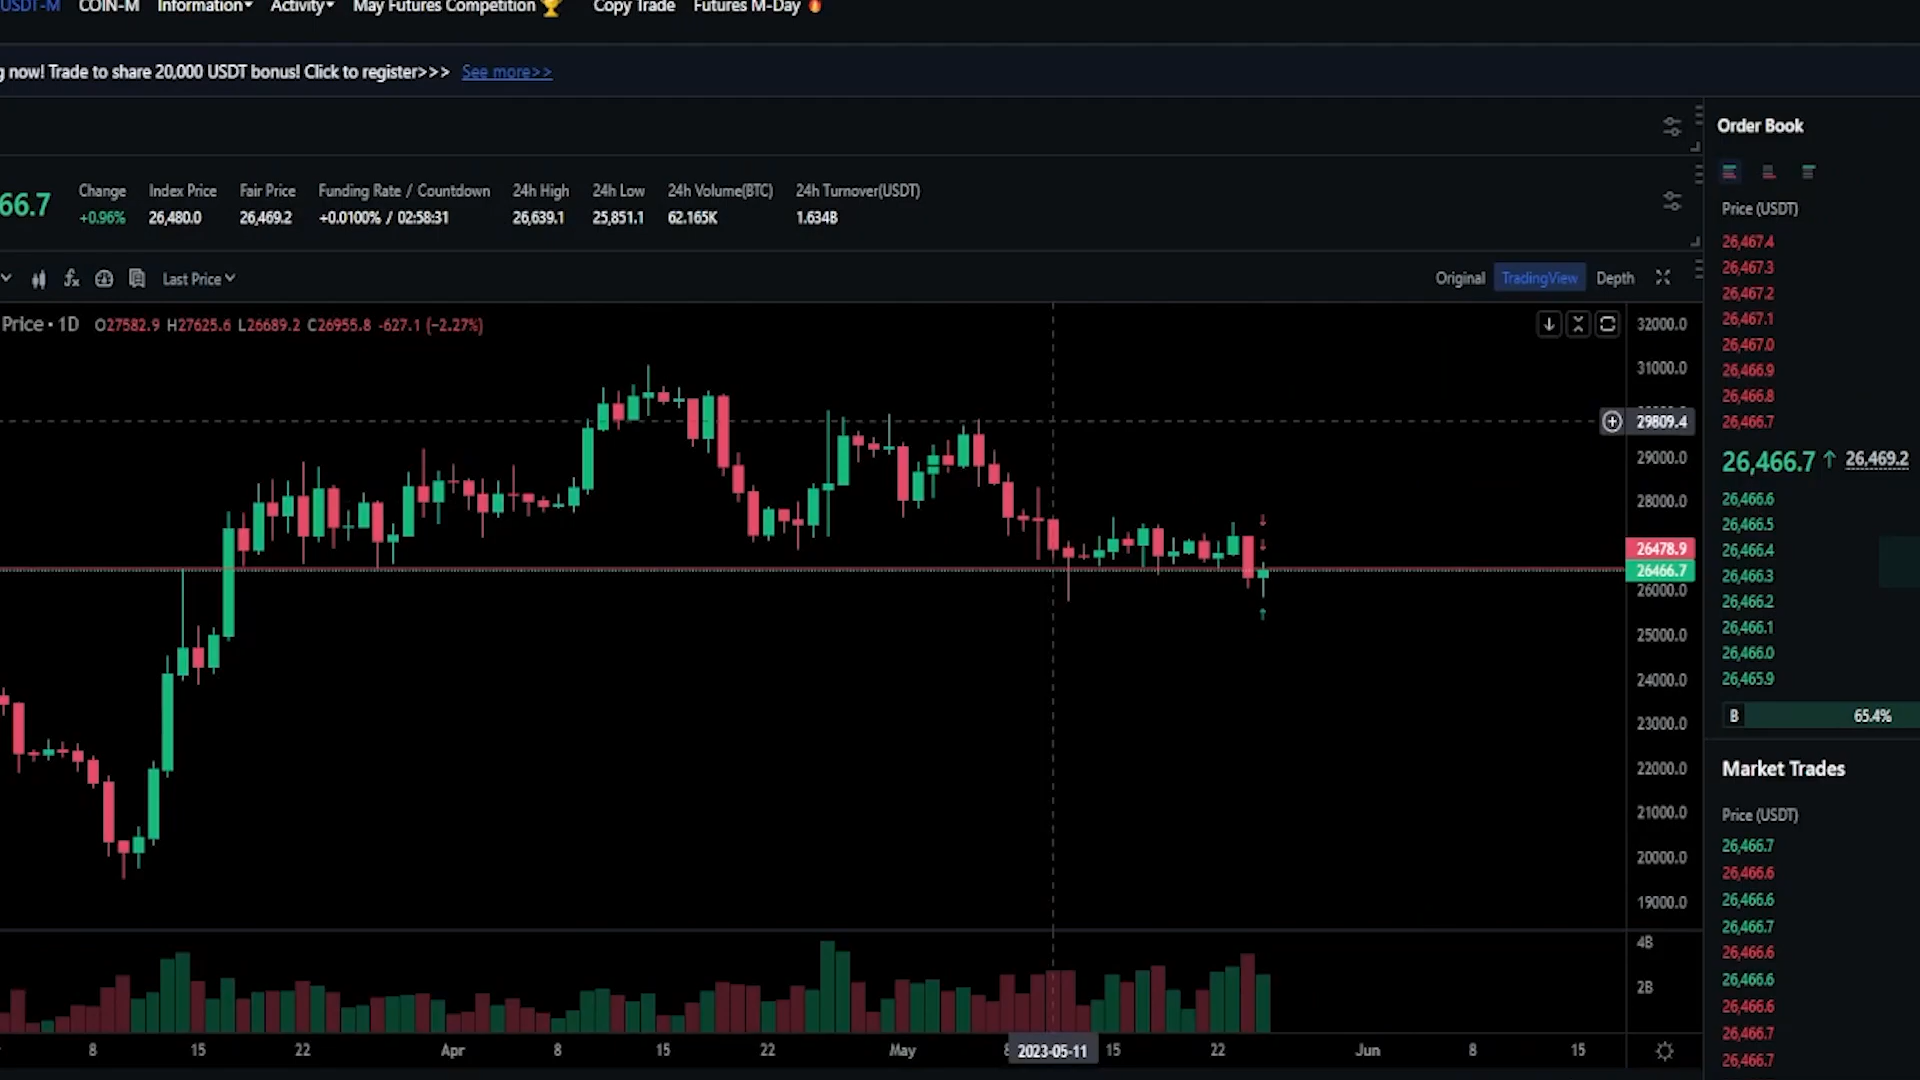 USDT-M COIN-M Information Activity May Futures Competition Copy Trade Futures M-Day
g now! Trade to share 20,000 USDT bonus! Click to register>>> See more>>
66.7
Change Index Price Fair Price Funding Rate / Countdown 24h High 24h Low 24h Volume(BTC) 24h Turnover(USDT)
+0.96% 26,480.0 26,469.2 +0.0100% / 02:58:31 26,639.1 25,851.1 62.165K 1.634B
Last Price
Original TradingView Depth
Price • 1D O27582.9 H27625.6 L26689.2 C26955.8 -627.1 (−2.27%)
32000.0
31000.0
29809.4
29000.0
28000.0
26478.9
26466.7
26000.0
25000.0
24000.0
23000.0
22000.0
21000.0
20000.0
19000.0
4B
2B
8 15 22 Apr 8 15 22 May 8 2023-05-11 15 22 Jun 8 15
Order Book
Price (USDT)
26,467.4
26,467.3
26,467.2
26,467.1
26,467.0
26,466.9
26,466.8
26,466.7
26,466.7 ↑ 26,469.2
26,466.6
26,466.5
26,466.4
26,466.3
26,466.2
26,466.1
26,466.0
26,465.9
B 65.4%
Market Trades
Price (USDT)
26,466.7
26,466.6
26,466.6
26,466.7
26,466.6
26,466.6
26,466.6
26,466.7
26,466.7